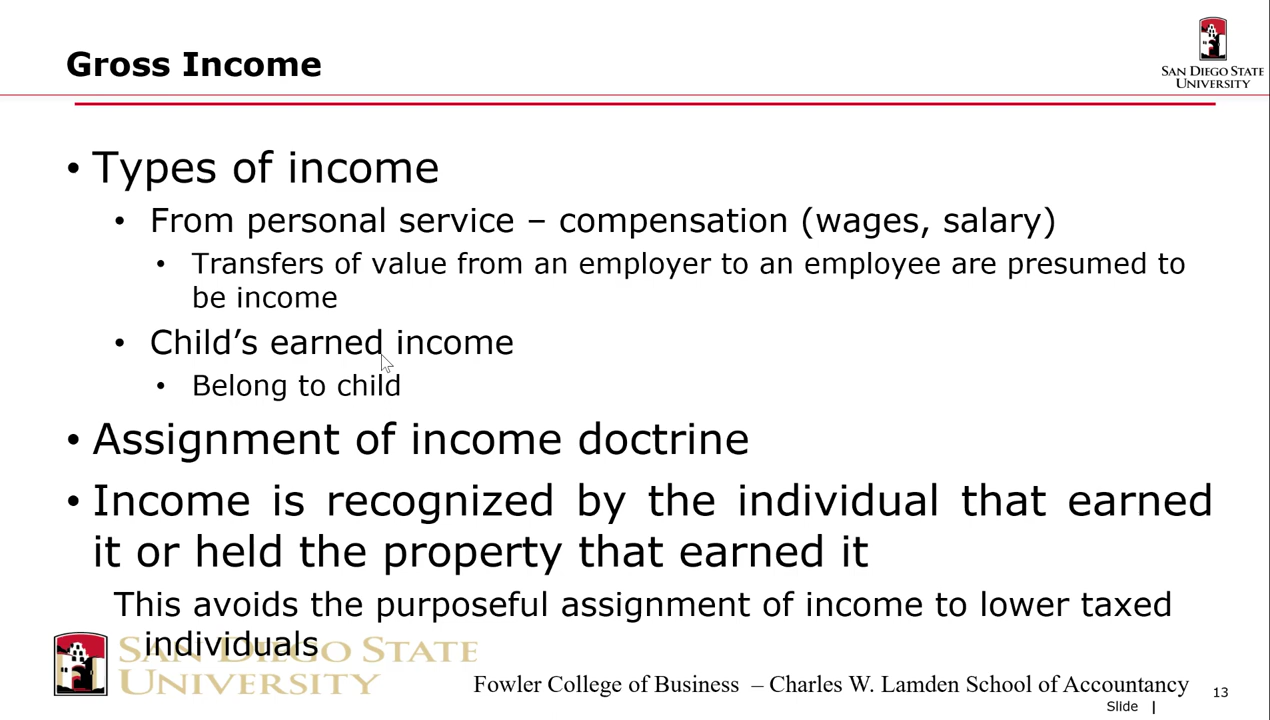 Gross Income
SAN DIEGO STATE
UNIVERSITY
• Types of income
• From personal service – compensation (wages, salary)
• Transfers of value from an employer to an employee are presumed to
be income
• Child’s earned income
• Belong to child
• Assignment of income doctrine
• Income is recognized by the individual that earned
it or held the property that earned it
This avoids the purposeful assignment of income to lower taxed
individuals
SAN DIEGO STATE
UNIVERSITY
Fowler College of Business – Charles W. Lamden School of Accountancy
13
Slide |